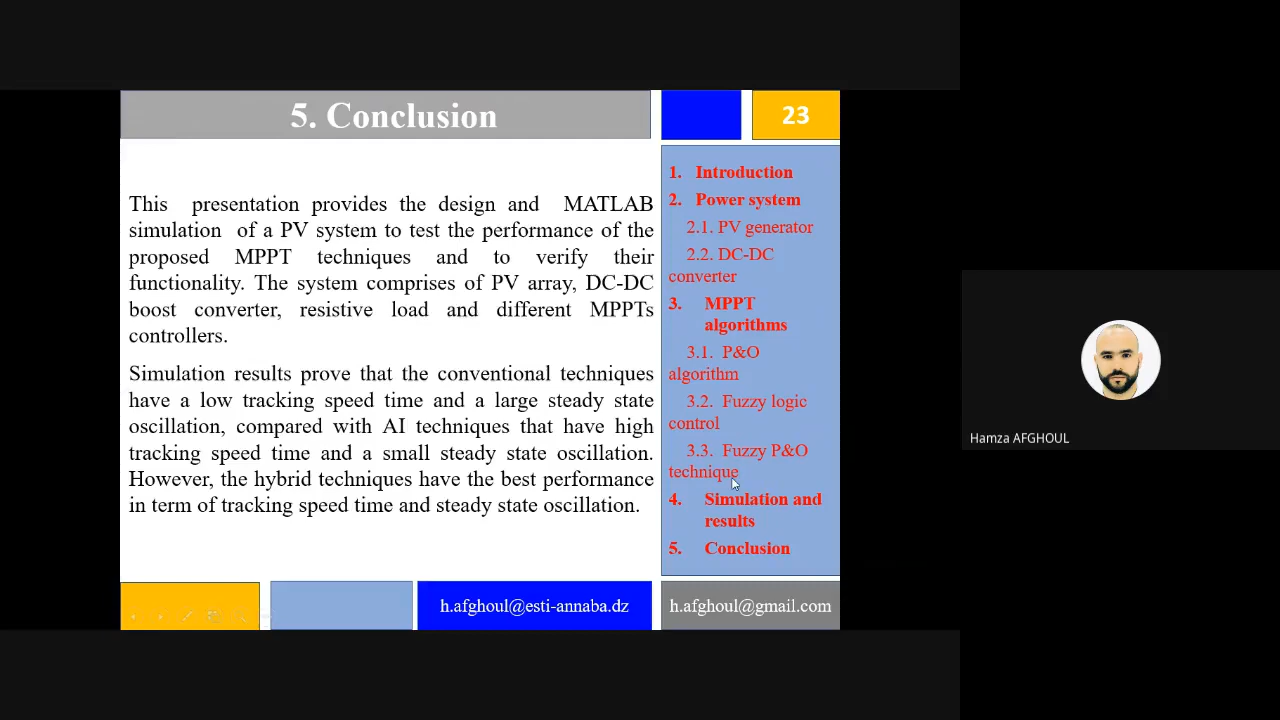 5. Conclusion
23
This presentation provides the design and MATLAB
simulation of a PV system to test the performance of the
proposed MPPT techniques and to verify their
functionality. The system comprises of PV array, DC-DC
boost converter, resistive load and different MPPTs
controllers.
Simulation results prove that the conventional techniques
have a low tracking speed time and a large steady state
oscillation, compared with AI techniques that have high
tracking speed time and a small steady state oscillation.
However, the hybrid techniques have the best performance
in term of tracking speed time and steady state oscillation.
1. Introduction
2. Power system
2.1. PV generator
2.2. DC-DC
converter
3. MPPT
algorithms
3.1. P&O
algorithm
3.2. Fuzzy logic
control
3.3. Fuzzy P&O
technique
4. Simulation and
results
5. Conclusion
h.afghoul@esti-annaba.dz
h.afghoul@gmail.com
Hamza AFGHOUL